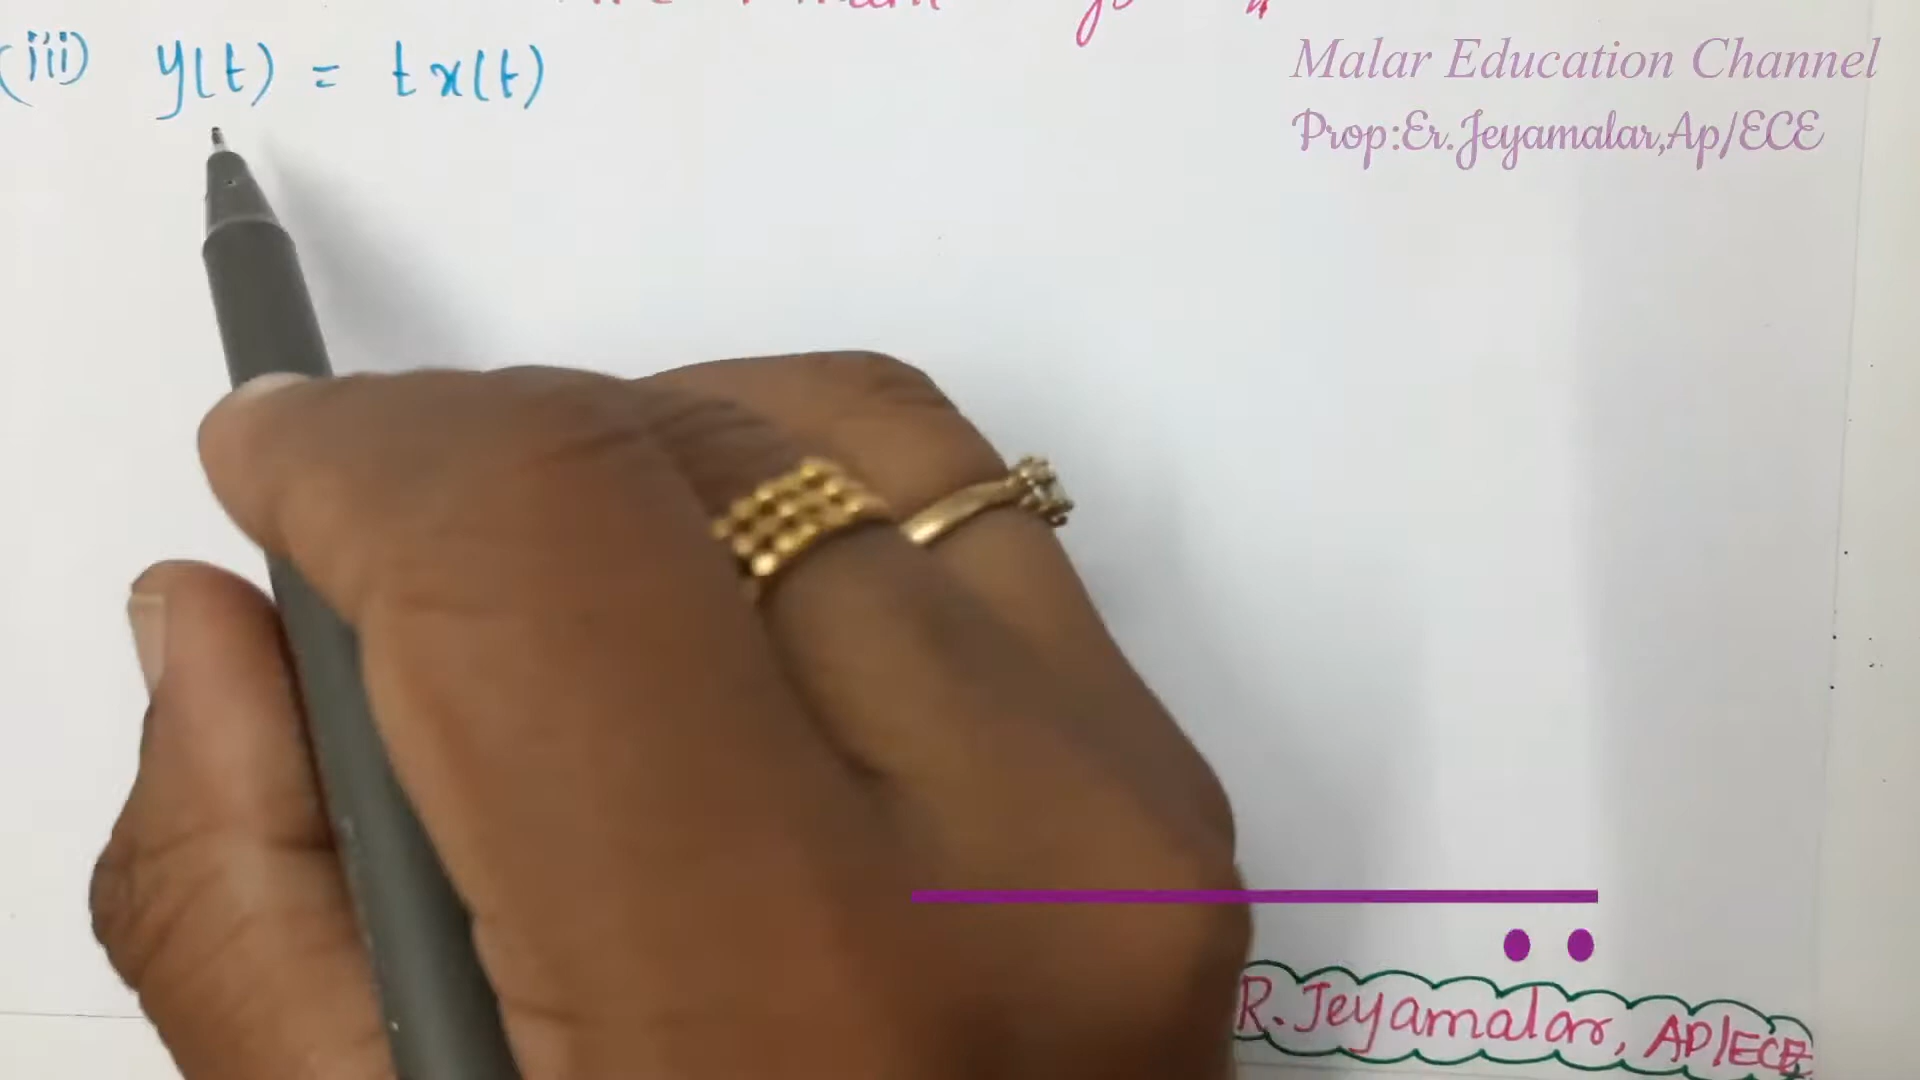 (iii) y(t) = t x(t)
Malar Education Channel
Prop:Er.Jeyamalar,Ap/ECE
R. Jeyamalar, AP/ECE